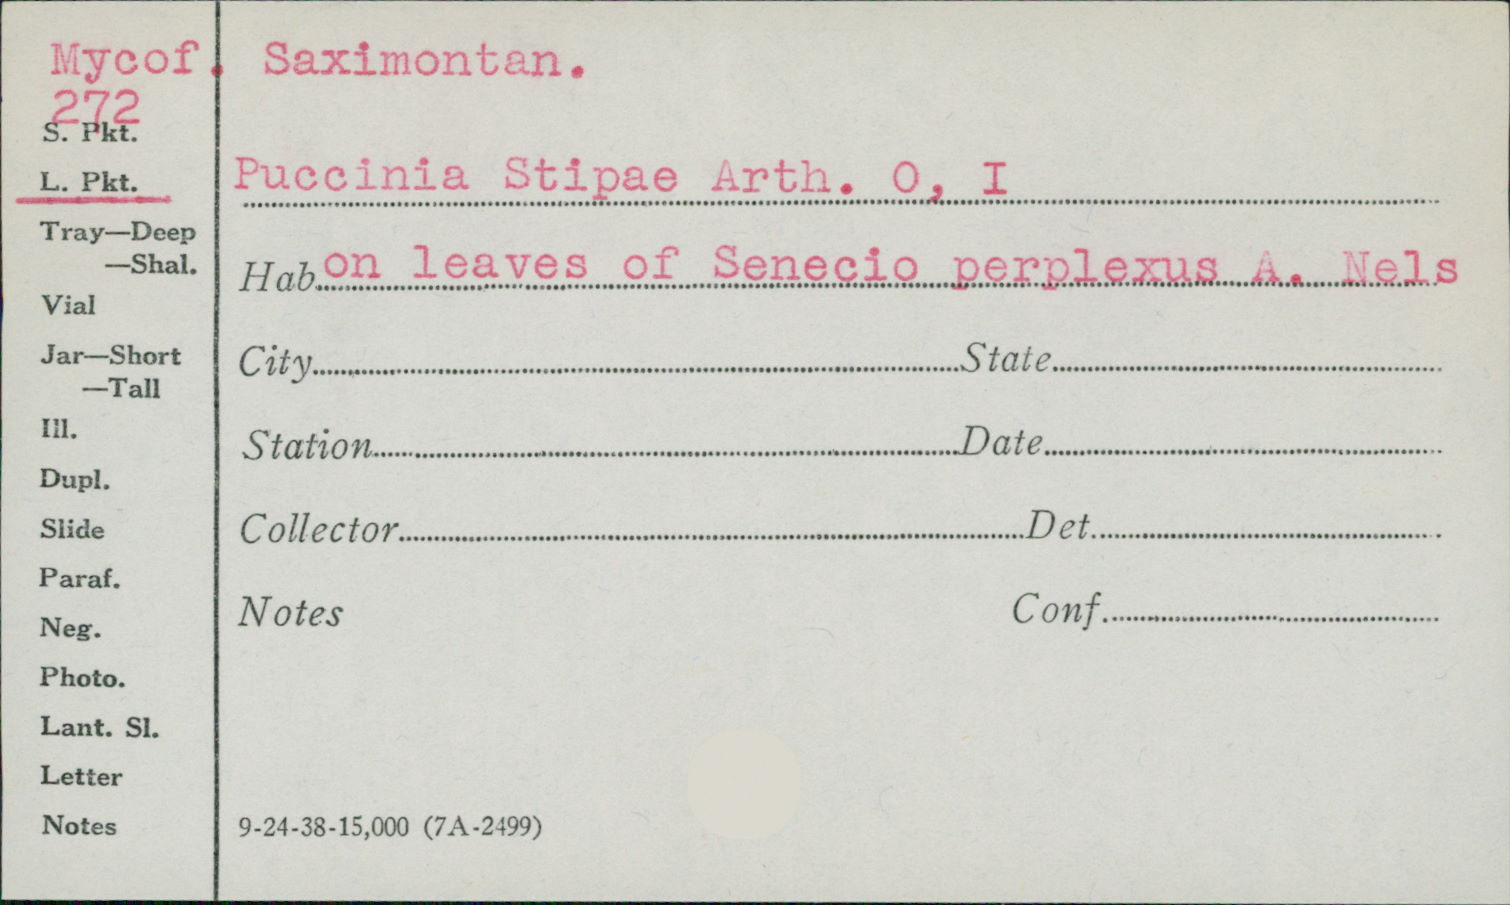 Mycof. Saximontan.
272
S. Pkt.
L. Pkt.
Puccinia Stipae Arth. O, I
Tray—Deep
—Shal.
Hab. on leaves of Senecio perplexus A. Nels
Vial
Jar—Short
—Tall
City State
Ill.
Station Date
Dupl.
Slide
Collector Det.
Paraf.
Neg.
Notes Conf.
Photo.
Lant. Sl.
Letter
Notes
9-24-38-15,000 (7A-2499)